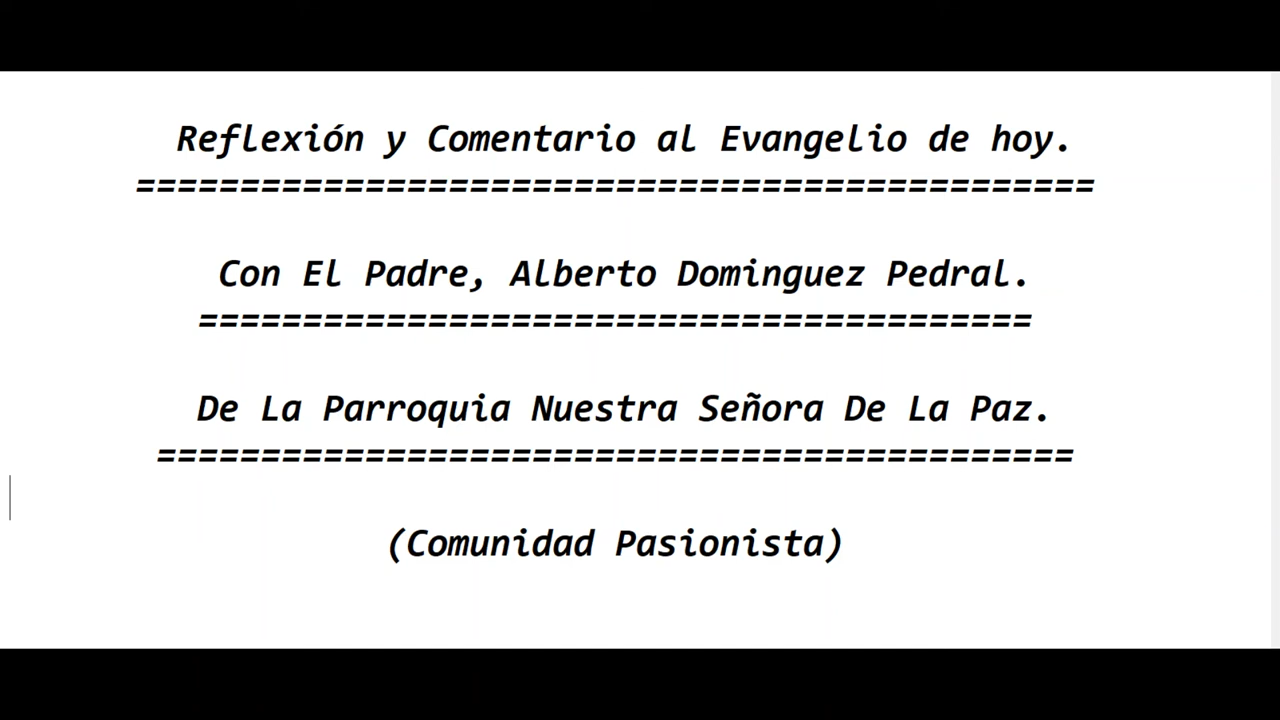 Reflexión y Comentario al Evangelio de hoy.
==============================================
Con El Padre, Alberto Dominguez Pedral.
========================================
De La Parroquia Nuestra Señora De La Paz.
============================================
(Comunidad Pasionista)